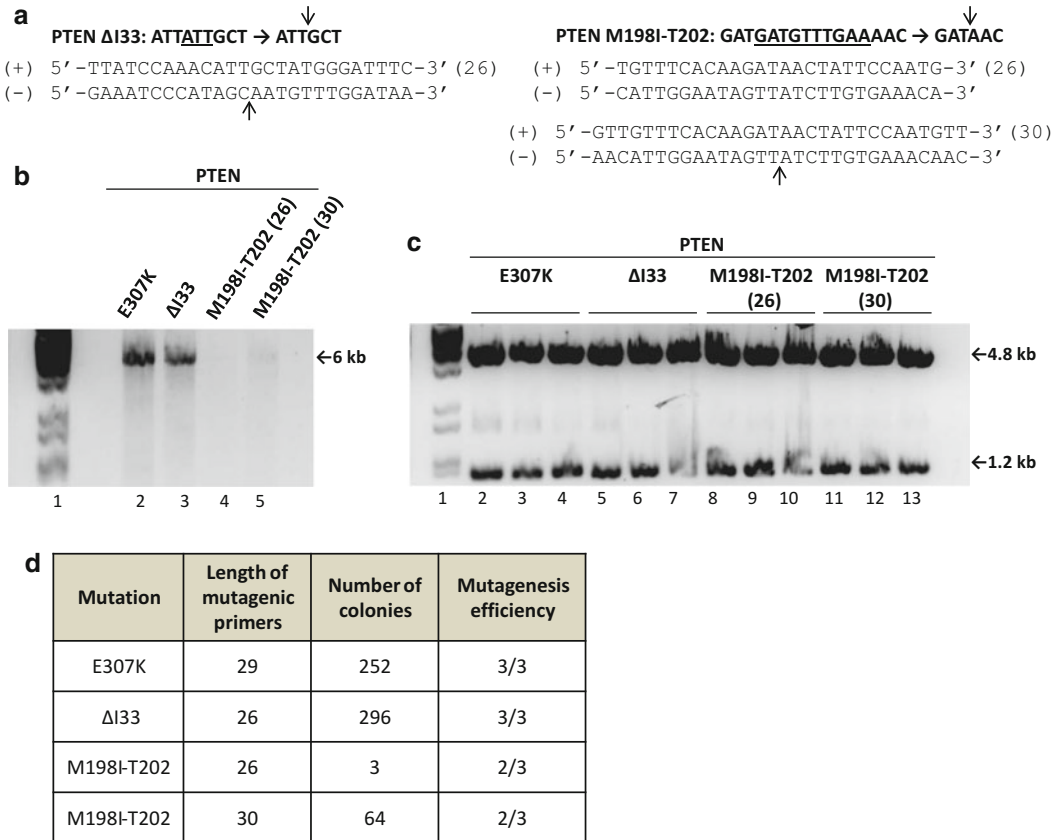 a
PTEN ΔI33: ATTATTGCT → ATTGCT
(+) 5′-TTATCCAAACATTGCTATGGGATTTC-3′(26)
(-) 5′-GAAATCCCATAGCAATGTTTGGATAA-3′
PTEN M198I-T202: GATGATGTTTGAAAAC → GATAAC
(+) 5′-TGTTTCACAAGATAACTATTCCAATG-3′(26)
(-) 5′-CATTGGAATAGTTATCTTGTGAAACA-3′
(+) 5′-GTTGTTTCACAAGATAACTATTCCAATGTT-3′(30)
(-) 5′-AACATTGGAATAGTTATCTTGTGAAACAAC-3′
b
PTEN
E307K ΔI33 M198I-T202 (26) M198I-T202 (30)
←6 kb
1 2 3 4 5
c
PTEN
E307K ΔI33 M198I-T202 (26) M198I-T202 (30)
←4.8 kb
←1.2 kb
1 2 3 4 5 6 7 8 9 10 11 12 13
d
Mutation Length of mutagenic primers Number of colonies Mutagenesis efficiency
E307K 29 252 3/3
ΔI33 26 296 3/3
M198I-T202 26 3 2/3
M198I-T202 30 64 2/3